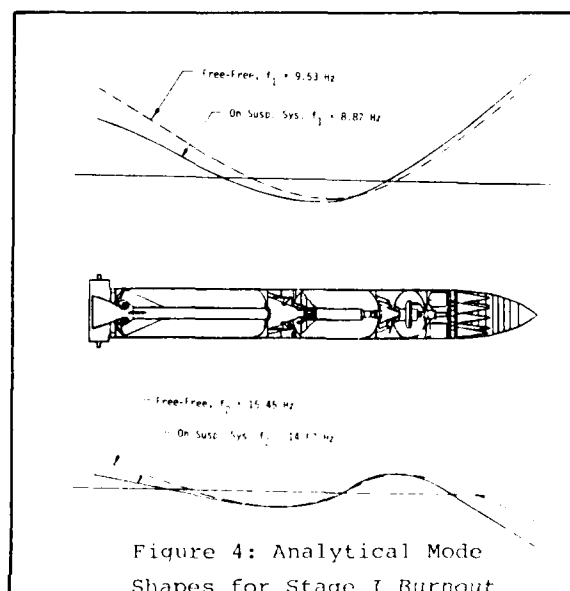 Free-Free, f₁ = 9.53 Hz
On Susp. Sys. f₁ = 8.87 Hz
Free-Free, f₂ = 15.45 Hz
On Susp. Sys. f₂
Figure 4: Analytical Mode
Shapes for Stage I Burnout